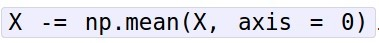 X -= np.mean(X, axis = 0).